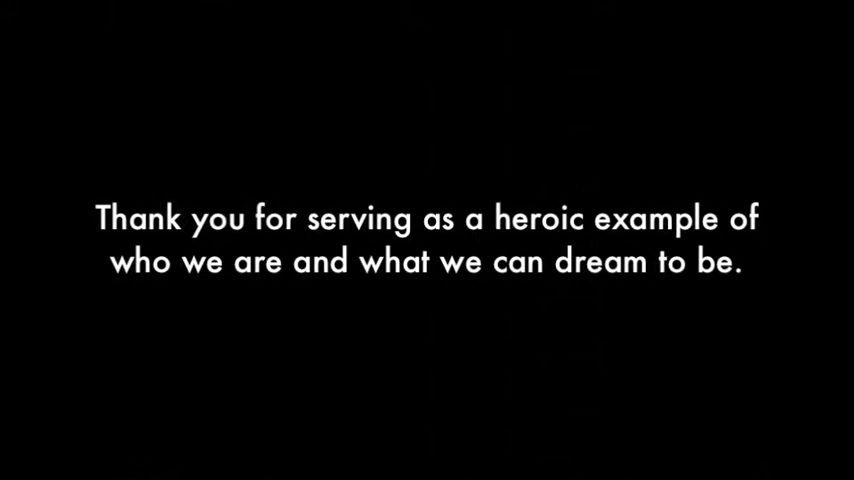 Thank you for serving as a heroic example of
who we are and what we can dream to be.